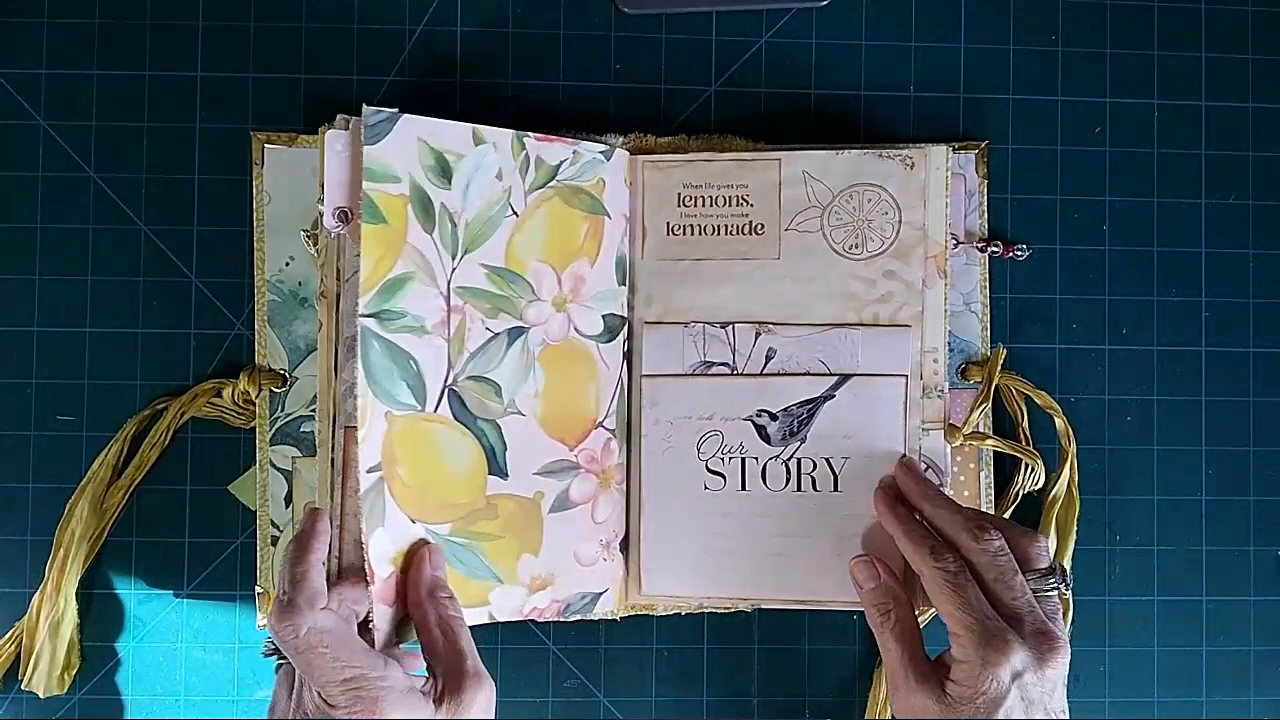 When life gives you
lemons,
I love how you make
lemonade
Our
STORY